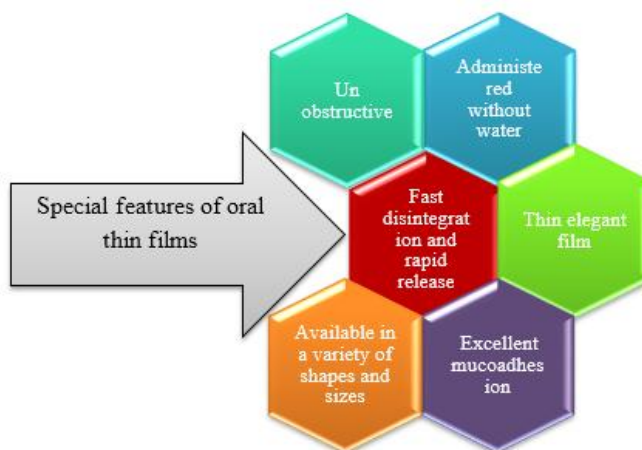 Special features of oral
thin films
Un
obstructive
Administe
red
without
water
Fast
disintegrat
ion and
rapid
release
Thin elegant
film
Available in
a variety of
shapes and
sizes
Excellent
mucoadhes
ion